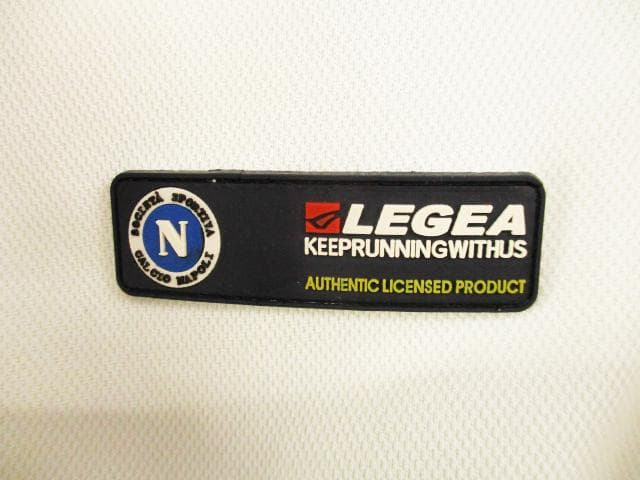 SOCIETÀ SPORTIVA
N
CALCIO NAPOLI
LEGEA
KEEPRUNNINGWITHUS
AUTHENTIC LICENSED PRODUCT